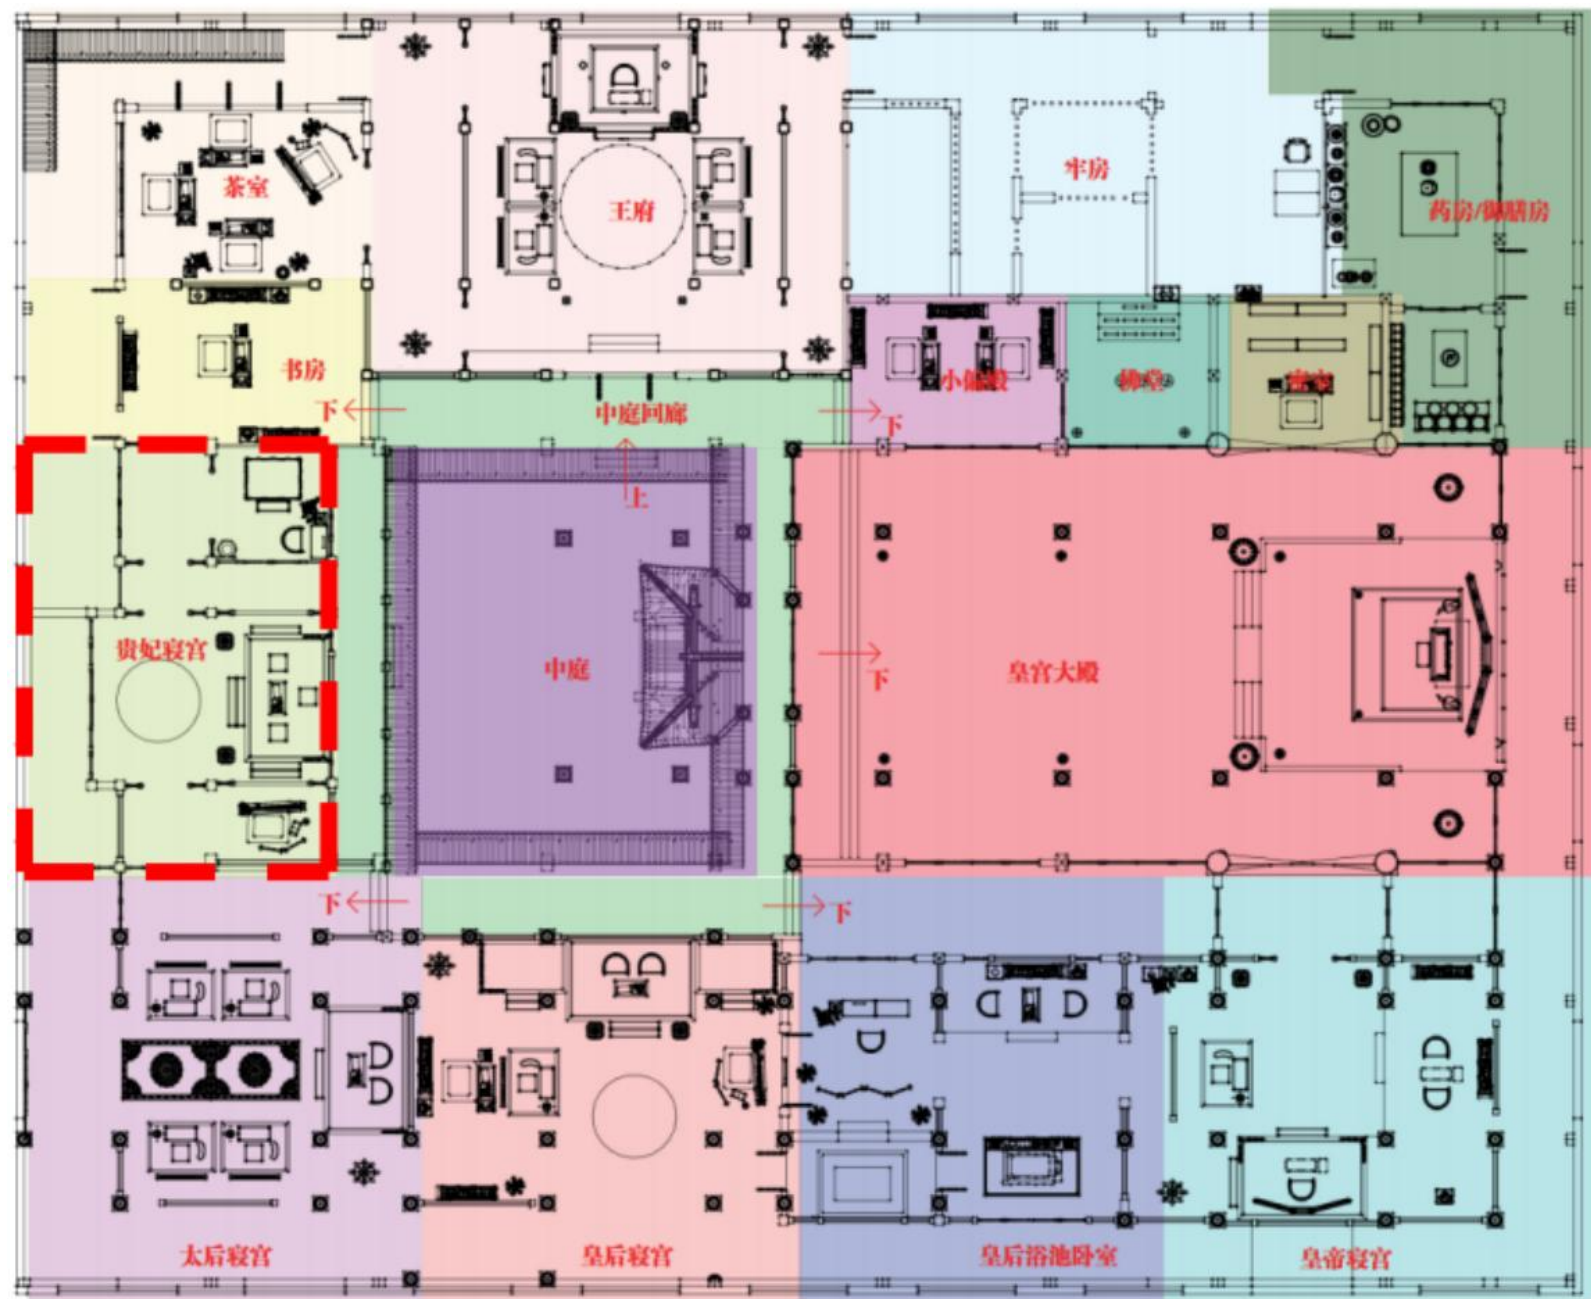 茶室
王府
牢房
药房/御膳房
书房
小偏殿
佛堂
密室
下
中庭回廊
下
上
贵妃寝宫
中庭
下
皇宫大殿
下
下
太后寝宫
皇后寝宫
皇后浴池卧室
皇帝寝宫